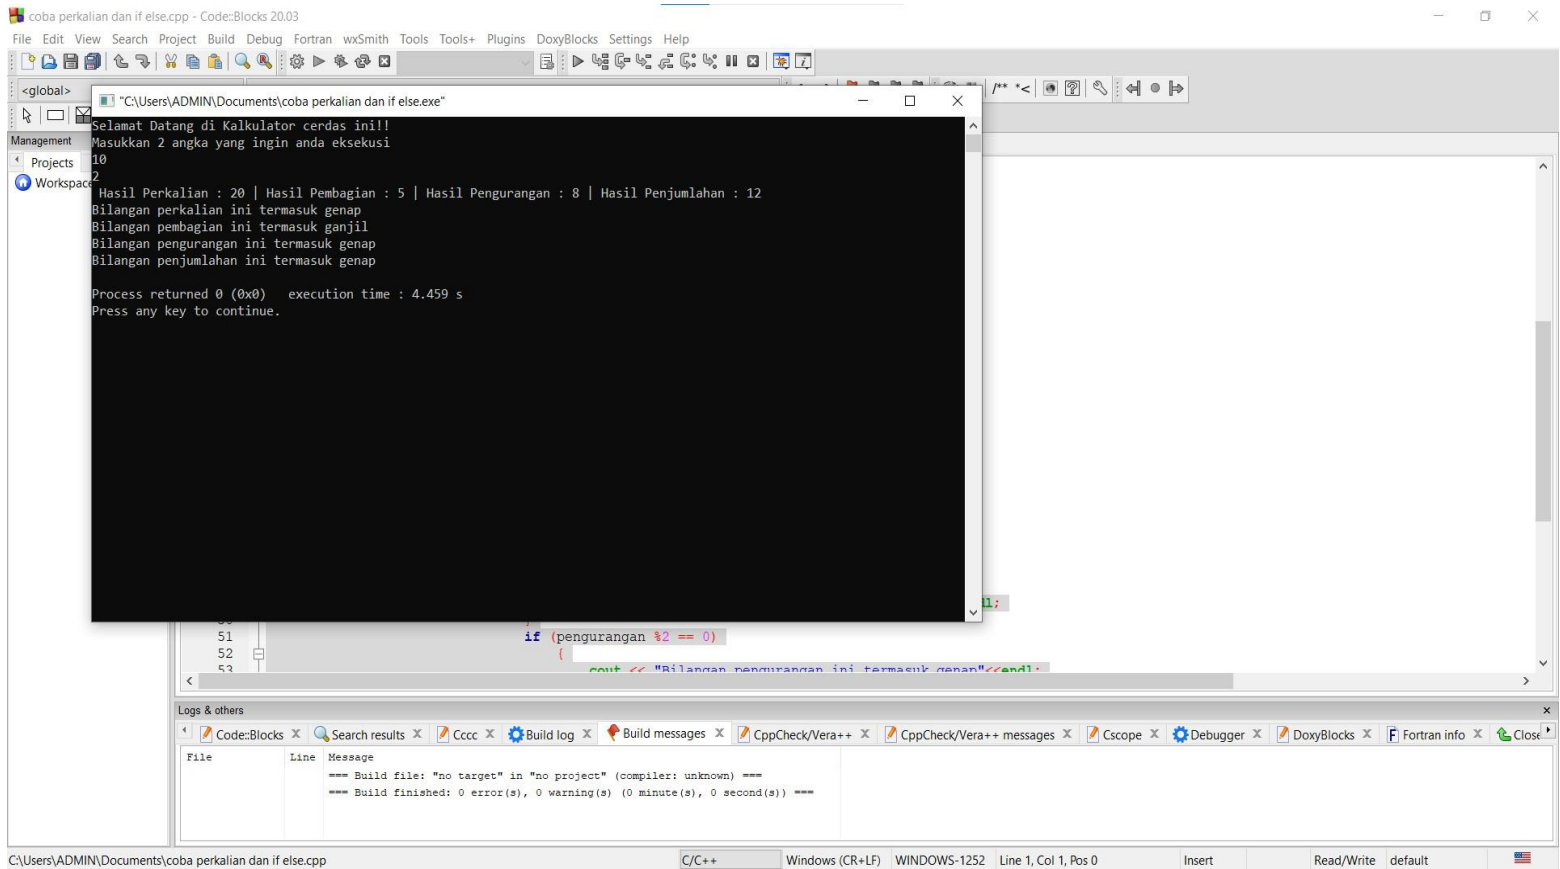 coba perkalian dan if else.cpp - Code::Blocks 20.03
File Edit View Search Project Build Debug Fortran wxSmith Tools Tools+ Plugins DoxyBlocks Settings Help
<global>
/** *<
"C:\Users\ADMIN\Documents\coba perkalian dan if else.exe"
Management
Projects
Workspace
Selamat Datang di Kalkulator cerdas ini!!
Masukkan 2 angka yang ingin anda eksekusi
10
2
Hasil Perkalian : 20 | Hasil Pembagian : 5 | Hasil Pengurangan : 8 | Hasil Penjumlahan : 12
Bilangan perkalian ini termasuk genap
Bilangan pembagian ini termasuk ganjil
Bilangan pengurangan ini termasuk genap
Bilangan penjumlahan ini termasuk genap
Process returned 0 (0x0) execution time : 4.459 s
Press any key to continue.
51 if (pengurangan %2 == 0)
52 {
53 cout << "Bilangan pengurangan ini termasuk genap"<<endl;
Logs & others
Code::Blocks X Search results X Cccc X Build log X Build messages X CppCheck/Vera++ X CppCheck/Vera++ messages X Cscope X Debugger X DoxyBlocks X Fortran info X Close
File Line Message
=== Build file: "no target" in "no project" (compiler: unknown) ===
=== Build finished: 0 error(s), 0 warning(s) (0 minute(s), 0 second(s)) ===
C:\Users\ADMIN\Documents\coba perkalian dan if else.cpp C/C++ Windows (CR+LF) WINDOWS-1252 Line 1, Col 1, Pos 0 Insert Read/Write default